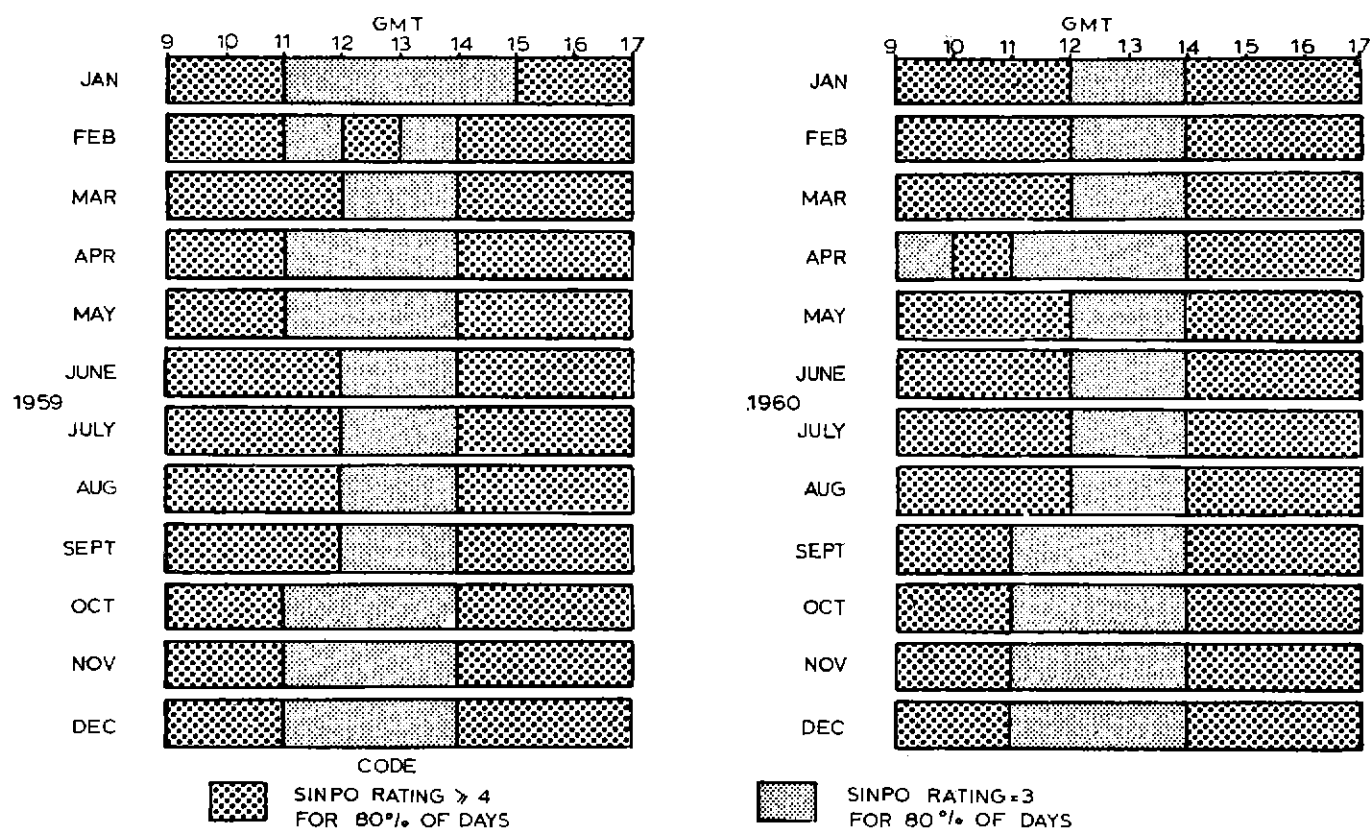 GMT
9 10 11 12 13 14 15 16 17
JAN
FEB
MAR
APR
MAY
JUNE
1959
JULY
AUG
SEPT
OCT
NOV
DEC
GMT
9 10 11 12 13 14 15 16 17
JAN
FEB
MAR
APR
MAY
JUNE
.1960
JULY
AUG
SEPT
OCT
NOV
DEC
CODE
SINPO RATING ⩾ 4
FOR 80% OF DAYS
SINPO RATING=3
FOR 80% OF DAYS